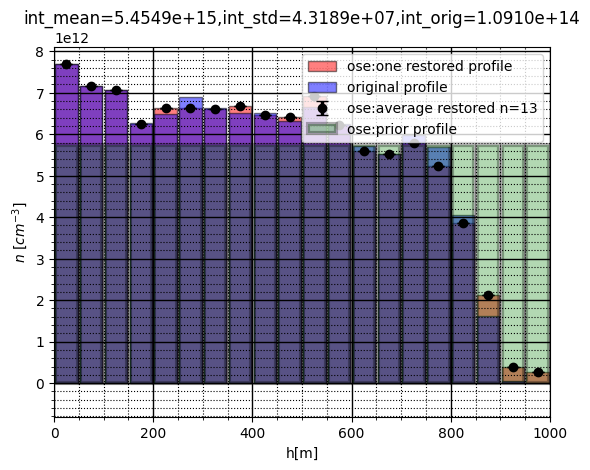 int_mean=5.4549e+15,int_std=4.3189e+07,int_orig=1.0910e+14
1e12
ose:one restored profile
original profile
ose:average restored n=13
ose:prior profile
8
7
6
5
4
3
2
1
0
n [cm⁻³]
0 200 400 600 800 1000
h[m]